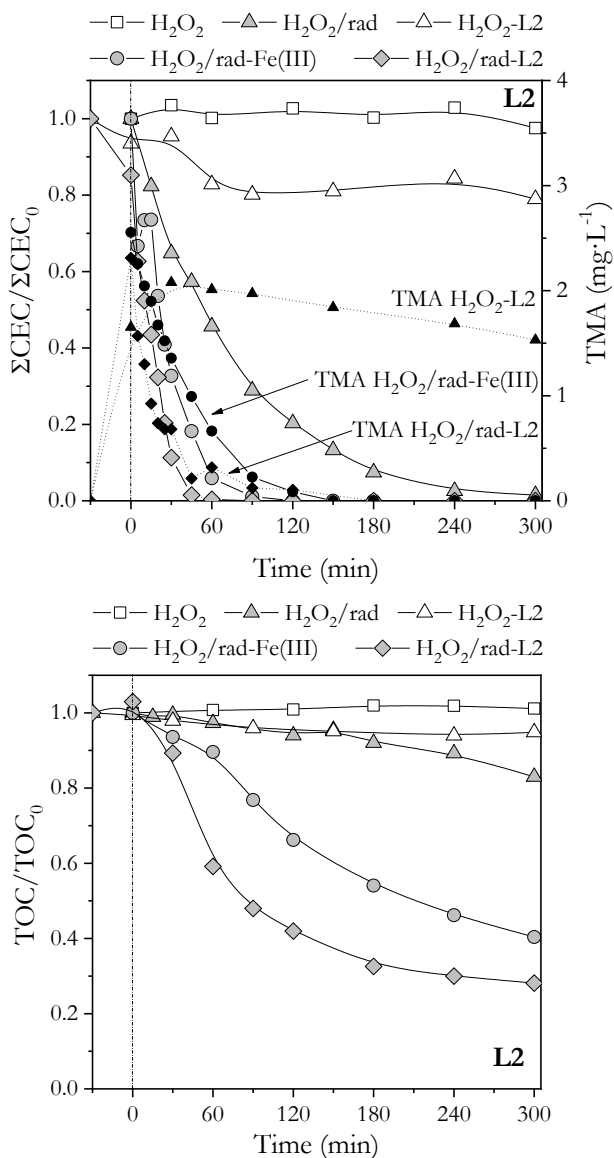 H₂O₂ H₂O₂/rad H₂O₂-L2
H₂O₂/rad-Fe(III) H₂O₂/rad-L2
L2
ΣCEC/ΣCEC₀
1.0
0.8
0.6
0.4
0.2
0.0
4
3
2
1
0
TMA (mg·L⁻¹)
TMA H₂O₂-L2
TMA H₂O₂/rad-Fe(III)
TMA H₂O₂/rad-L2
0 60 120 180 240 300
Time (min)
H₂O₂ H₂O₂/rad H₂O₂-L2
H₂O₂/rad-Fe(III) H₂O₂/rad-L2
TOC/TOC₀
1.0
0.8
0.6
0.4
0.2
0.0
L2
0 60 120 180 240 300
Time (min)